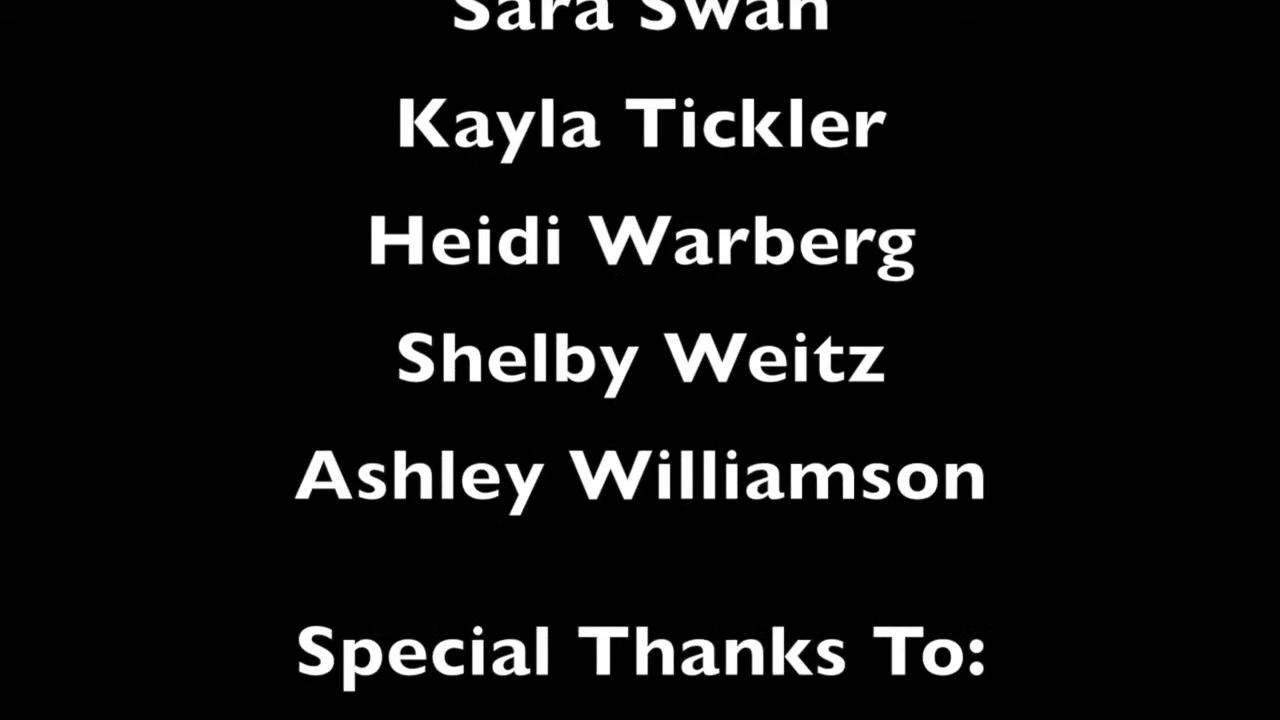 Sara Swan
Kayla Tickler
Heidi Warberg
Shelby Weitz
Ashley Williamson
Special Thanks To: